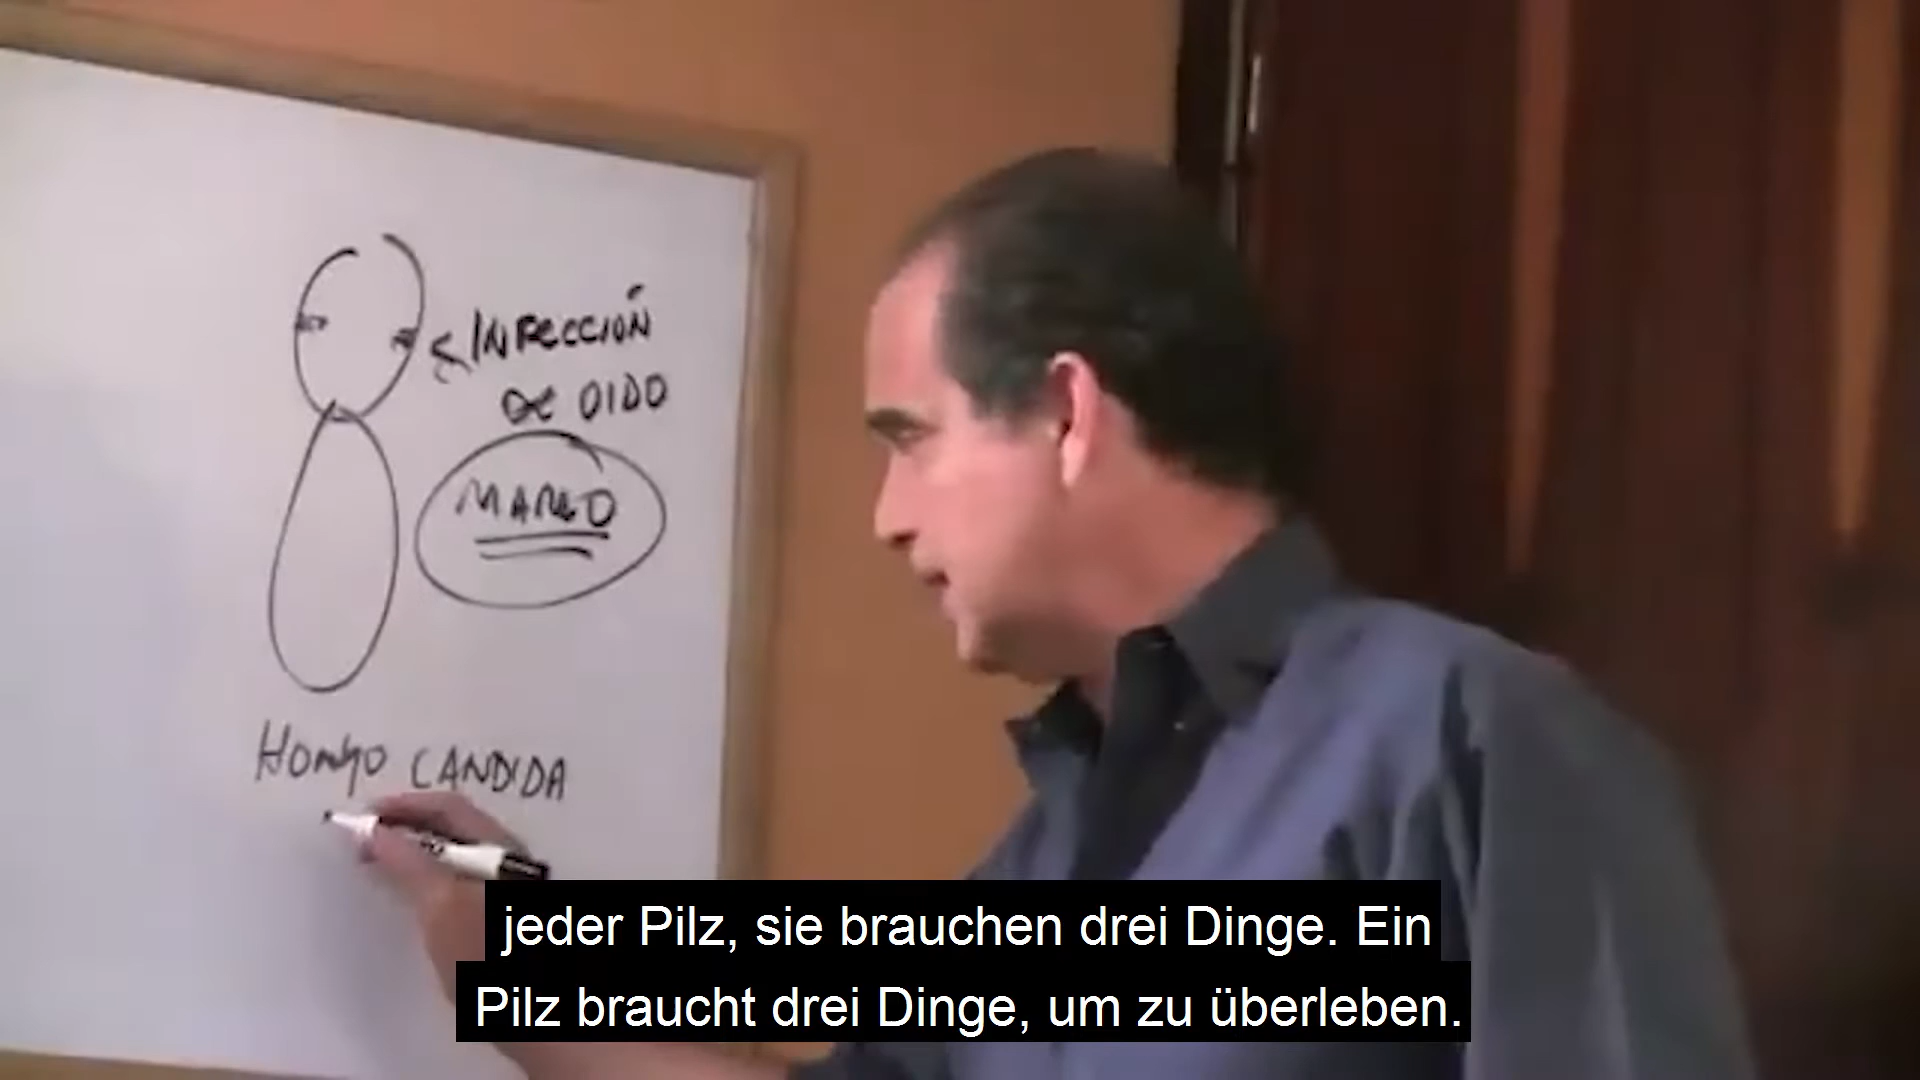 INFECCIÓN
DE OIDO
MANGO
HONGO CANDIDA
jeder Pilz, sie brauchen drei Dinge. Ein
Pilz braucht drei Dinge, um zu überleben.